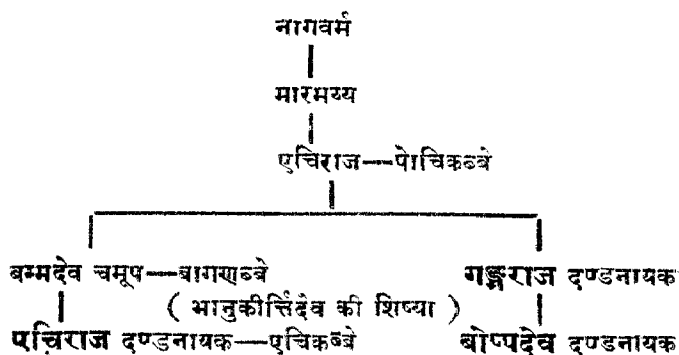 नागवर्म
मारमय्य
एचिराज—पोचिकब्बे
बम्मदेव चमूप—बागणब्बे गङ्गराज दण्डनायक
( भानुकीर्त्तिदेव की शिष्या )
एचिराज दण्डनायक—एचिकब्बे बोप्पदेव दण्डनायक